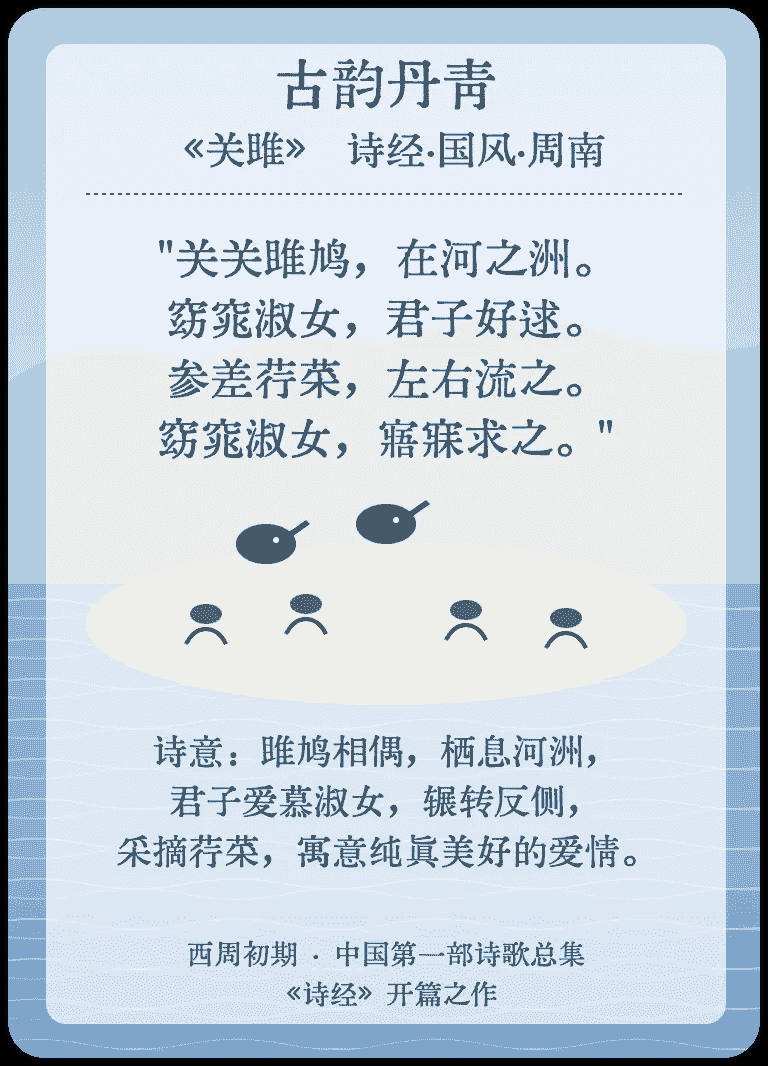 古韵丹青
《关雎》 诗经·国风·周南
"关关雎鸠，在河之洲。
窈窕淑女，君子好逑。
参差荇菜，左右流之。
窈窕淑女，寤寐求之。"
诗意：雎鸠相偶，栖息河洲，
君子爱慕淑女，辗转反侧，
采摘荇菜，寓意纯真美好的爱情。
西周初期 · 中国第一部诗歌总集
《诗经》开篇之作